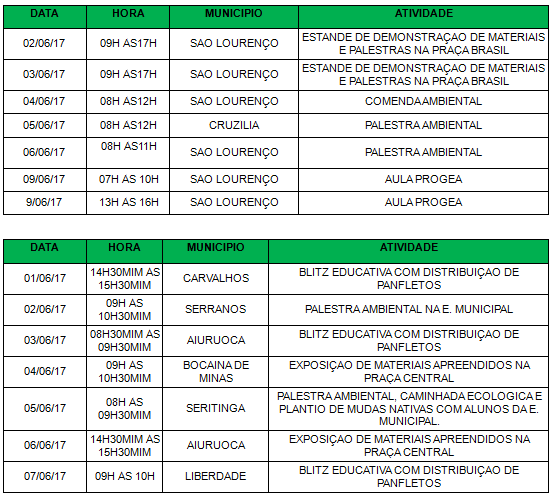 DATA HORA MUNICIPIO ATIVIDADE
02/06/17 09H AS17H SAO LOURENÇO ESTANDE DE DEMONSTRAÇAO DE MATERIAIS
E PALESTRAS NA PRAÇA BRASIL
03/06/17 09H AS17H SAO LOURENÇO ESTANDE DE DEMONSTRAÇAO DE MATERIAIS
E PALESTRAS NA PRAÇA BRASIL
04/06/17 08H AS12H SAO LOURENÇO COMENDA AMBIENTAL
05/06/17 08H AS12H CRUZILIA PALESTRA AMBIENTAL
06/06/17 08H AS11H SAO LOURENÇO PALESTRA AMBIENTAL
09/06/17 07H AS 10H SAO LOURENÇO AULA PROGEA
9/06/17 13H AS 16H SAO LOURENÇO AULA PROGEA
DATA HORA MUNICIPIO ATIVIDADE
01/06/17 14H30MIM AS
15H30MIM CARVALHOS BLITZ EDUCATIVA COM DISTRIBUIÇAO DE
PANFLETOS
02/06/17 09H AS
10H30MIM SERRANOS PALESTRA AMBIENTAL NA E. MUNICIPAL
03/06/17 08H30MIM AS
09H30MIM AIURUOCA BLITZ EDUCATIVA COM DISTRIBUIÇAO DE
PANFLETOS
04/06/17 09H AS
10H30MIM BOCAINA DE
MINAS EXPOSIÇAO DE MATERIAIS APREENDIDOS NA
PRAÇA CENTRAL
05/06/17 08H AS
09H30MIM SERITINGA PALESTRA AMBIENTAL, CAMINHADA ECOLOGICA E
PLANTIO DE MUDAS NATIVAS COM ALUNOS DA E.
MUNICIPAL.
06/06/17 14H30MIM AS
15H30MIM AIURUOCA EXPOSIÇAO DE MATERIAIS APREENDIDOS NA
PRAÇA CENTRAL
07/06/17 09H AS 10H LIBERDADE BLITZ EDUCATIVA COM DISTRIBUIÇAO DE
PANFLETOS